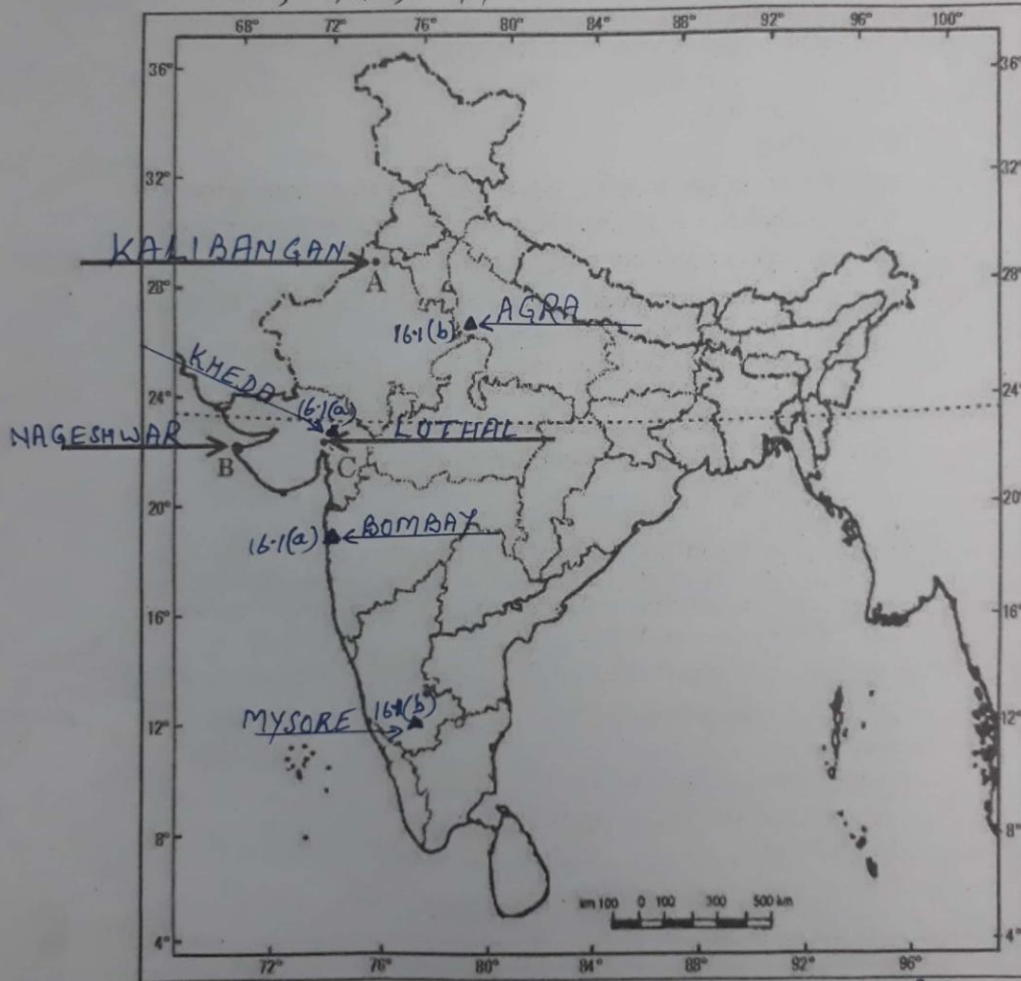 68° 72° 76° 80° 84° 88° 92° 96° 100°
36° 36°
32° 32°
KALIBANGAN
A
28° 28°
AGRA
16.1(b)
KHEDA
24° 24°
16.1(a)
NAGESHWAR LOTHAL
B C
20° 20°
16.1(a) BOMBAY
16° 16°
16.1(b)
MYSORE
12° 12°
8° 8°
km 100 0 100 300 500 km
4° 4°
72° 76° 80° 84° 88° 92° 96°